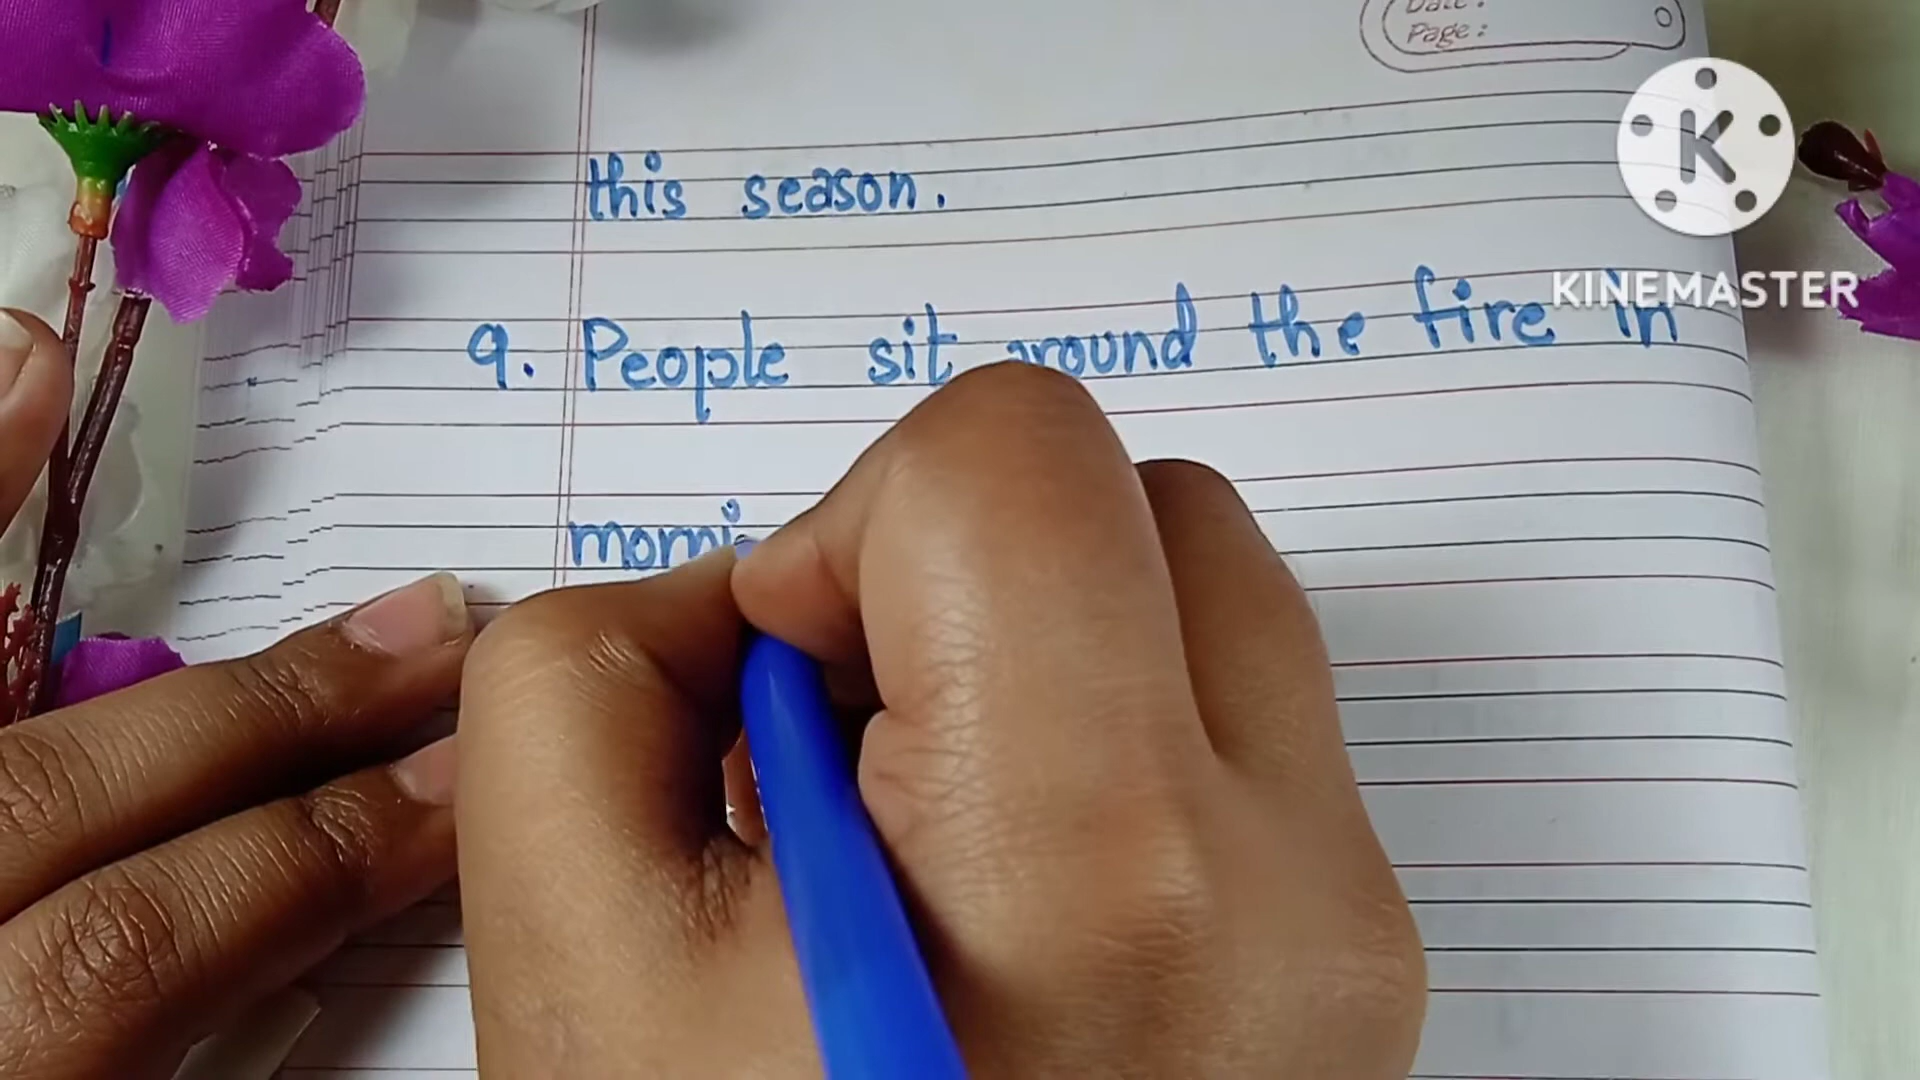 Date :
Page :
this season.
9. People sit around the fire in
morni
K
KINEMASTER